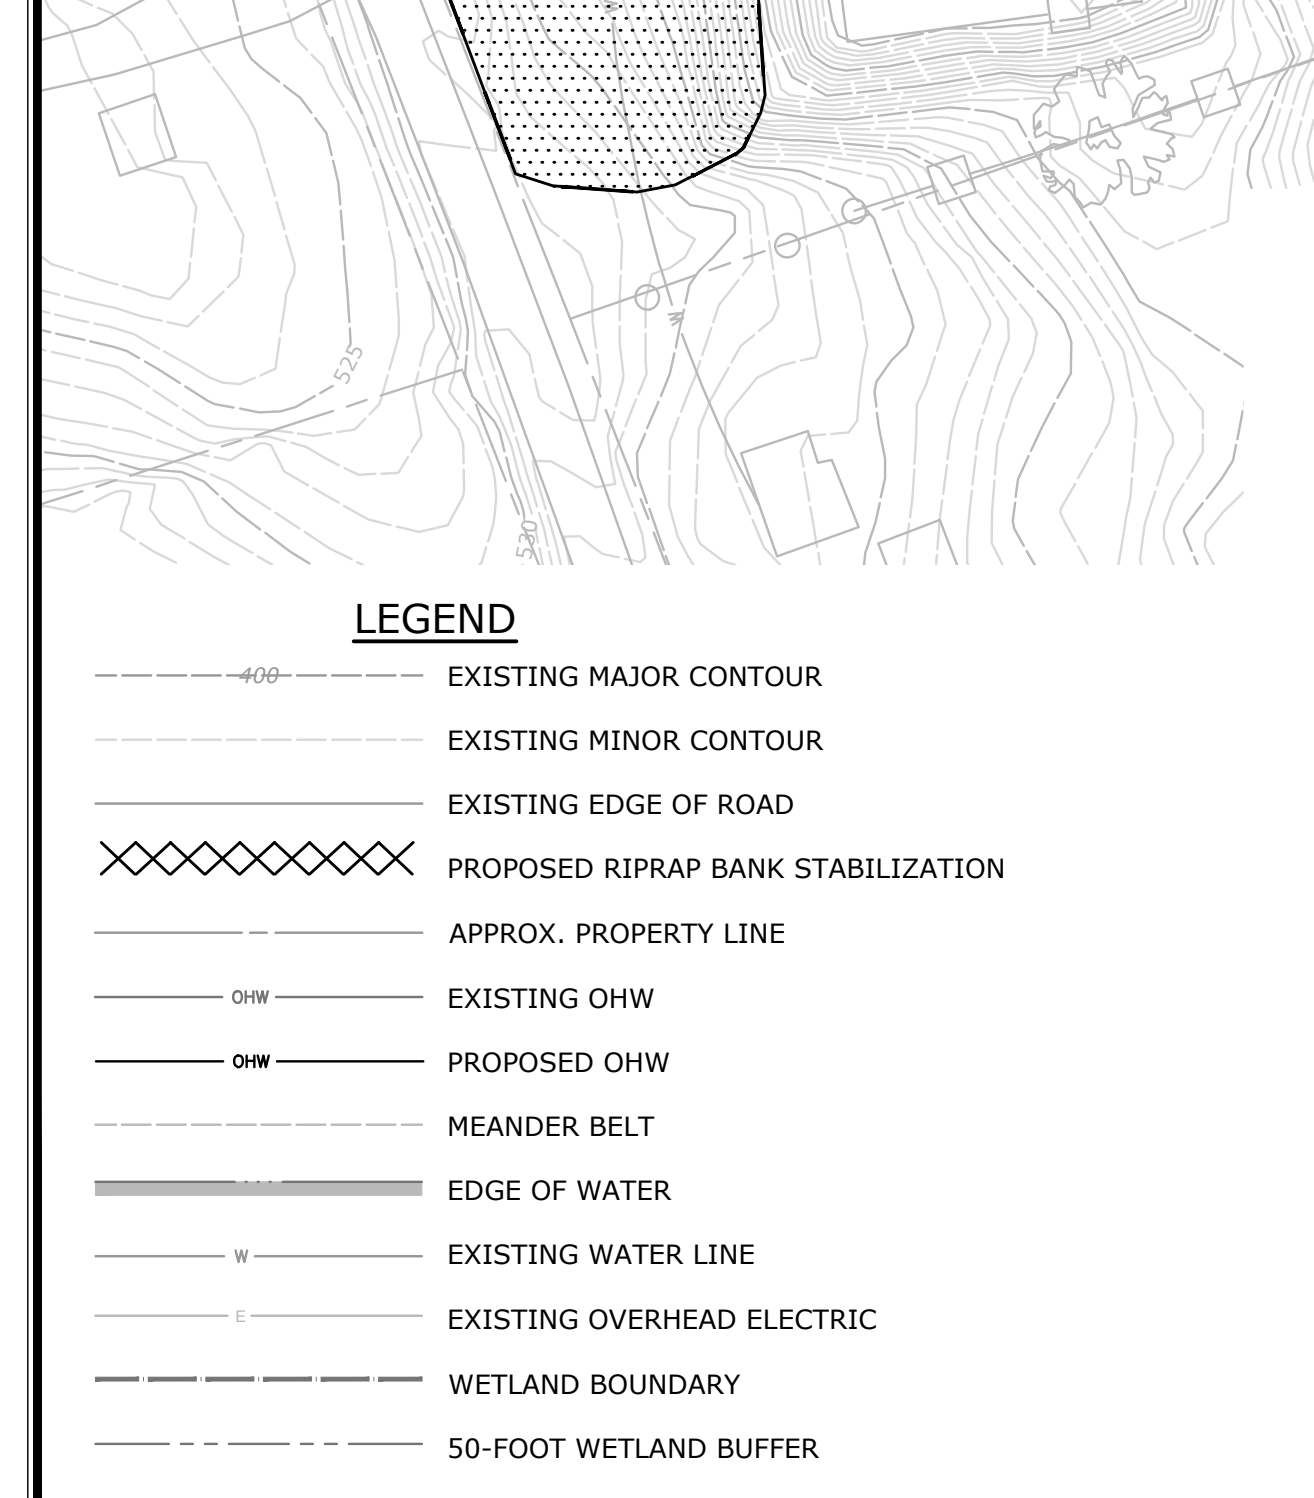 W
W
525
530
LEGEND
400 EXISTING MAJOR CONTOUR
EXISTING MINOR CONTOUR
EXISTING EDGE OF ROAD
PROPOSED RIPRAP BANK STABILIZATION
APPROX. PROPERTY LINE
OHW EXISTING OHW
OHW PROPOSED OHW
MEANDER BELT
EDGE OF WATER
W EXISTING WATER LINE
E EXISTING OVERHEAD ELECTRIC
WETLAND BOUNDARY
50-FOOT WETLAND BUFFER